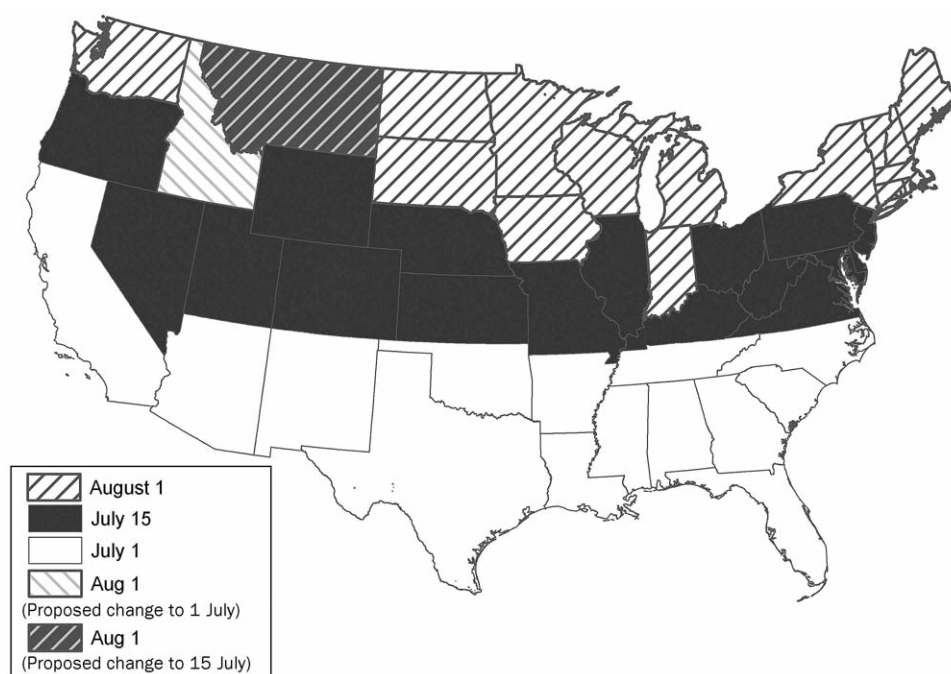 August 1
July 15
July 1
Aug 1
(Proposed change to 1 July)
Aug 1
(Proposed change to 15 July)